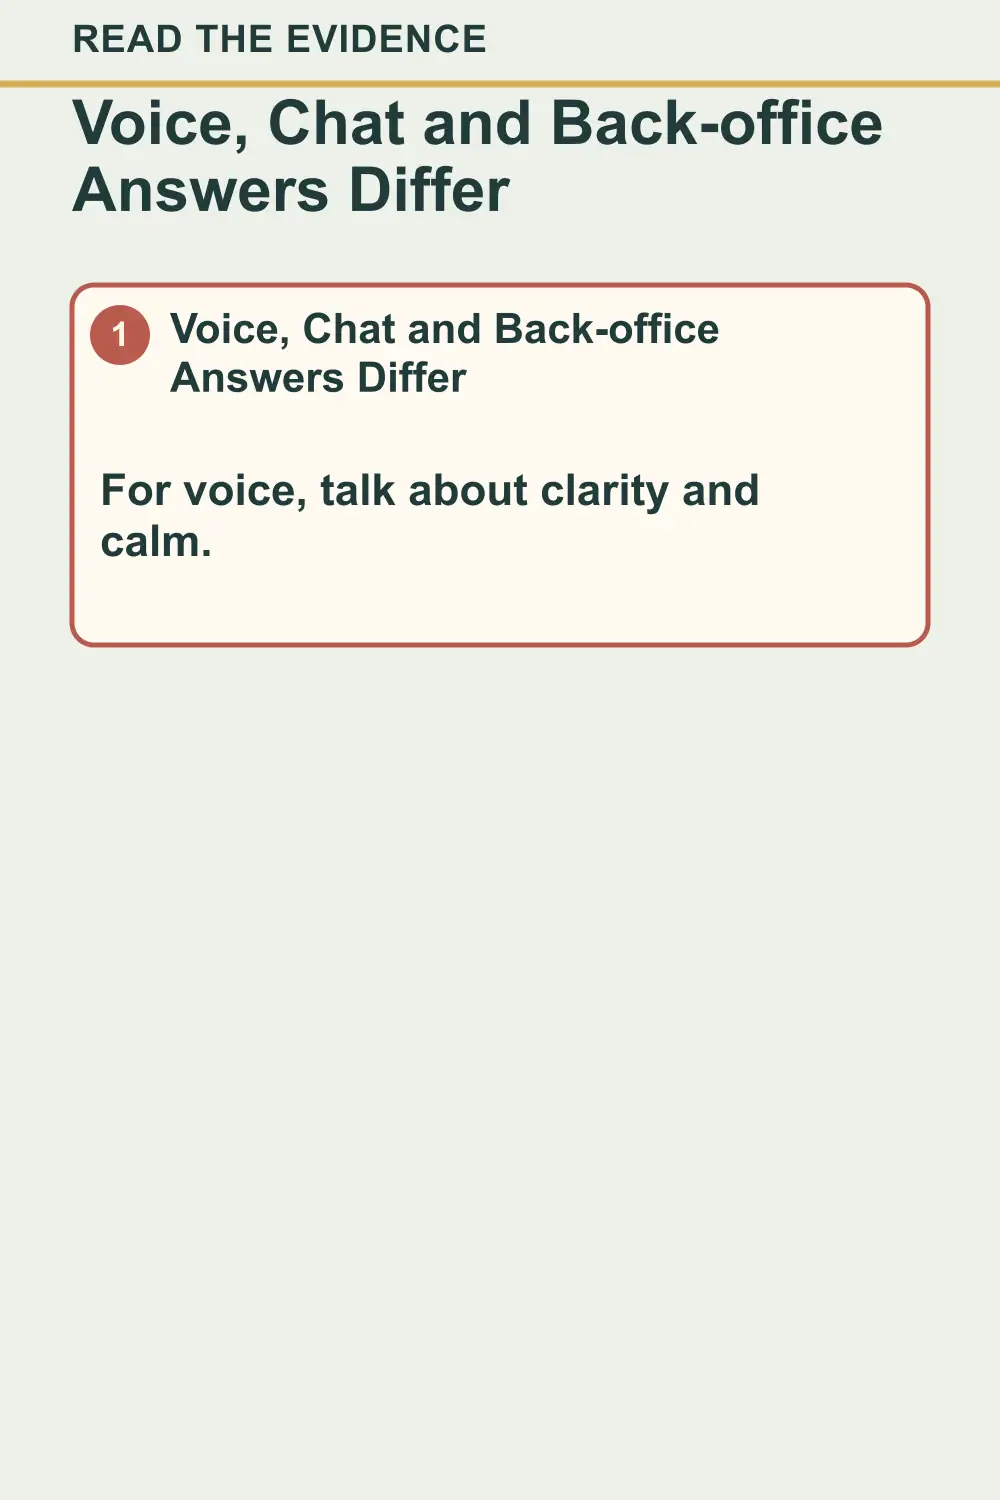 READ THE EVIDENCE
Voice, Chat and Back-office
Answers Differ
1
Voice, Chat and Back-office
Answers Differ
For voice, talk about clarity and
calm.